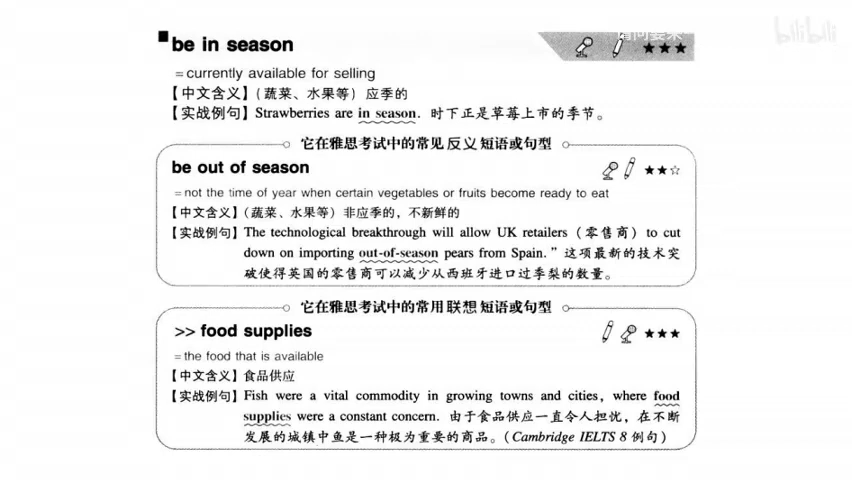 be in season
★★★
bilibili
=currently available for selling
【中文含义】（蔬菜、水果等）应季的
【实战例句】Strawberries are in season. 时下正是草莓上市的季节。
它在雅思考试中的常见反义短语或句型
be out of season
★★☆
=not the time of year when certain vegetables or fruits become ready to eat
【中文含义】（蔬菜、水果等）非应季的，不新鲜的
【实战例句】The technological breakthrough will allow UK retailers（零售商）to cut
down on importing out-of-season pears from Spain.” 这项最新的技术突
破使得英国的零售商可以减少从西班牙进口过季梨的数量。
它在雅思考试中的常用联想短语或句型
>> food supplies
★★★
=the food that is available
【中文含义】食品供应
【实战例句】Fish were a vital commodity in growing towns and cities, where food
supplies were a constant concern. 由于食品供应一直令人担忧，在不断
发展的城镇中鱼是一种极为重要的商品。（Cambridge IELTS 8 例句）